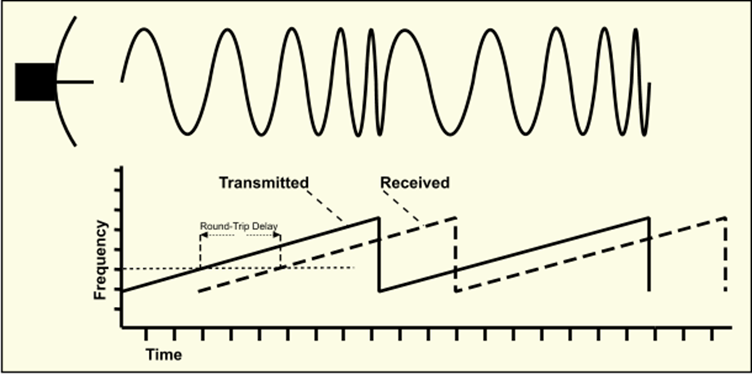 Transmitted
Received
Round-Trip Delay
Frequency
Time